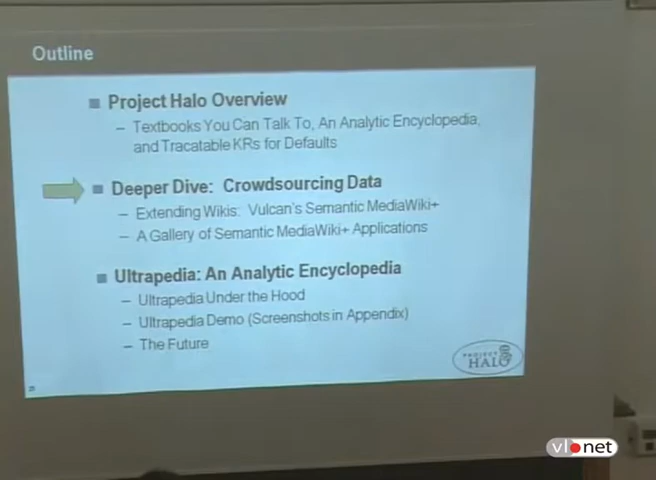 Outline
Project Halo Overview
– Textbooks You Can Talk To, An Analytic Encyclopedia,
and Tracatable KRs for Defaults
Deeper Dive: Crowdsourcing Data
– Extending Wikis: Vulcan's Semantic MediaWiki+
– A Gallery of Semantic MediaWiki+ Applications
Ultrapedia: An Analytic Encyclopedia
– Ultrapedia Under the Hood
– Ultrapedia Demo (Screenshots in Appendix)
– The Future
PROJECT
HALO
vl net